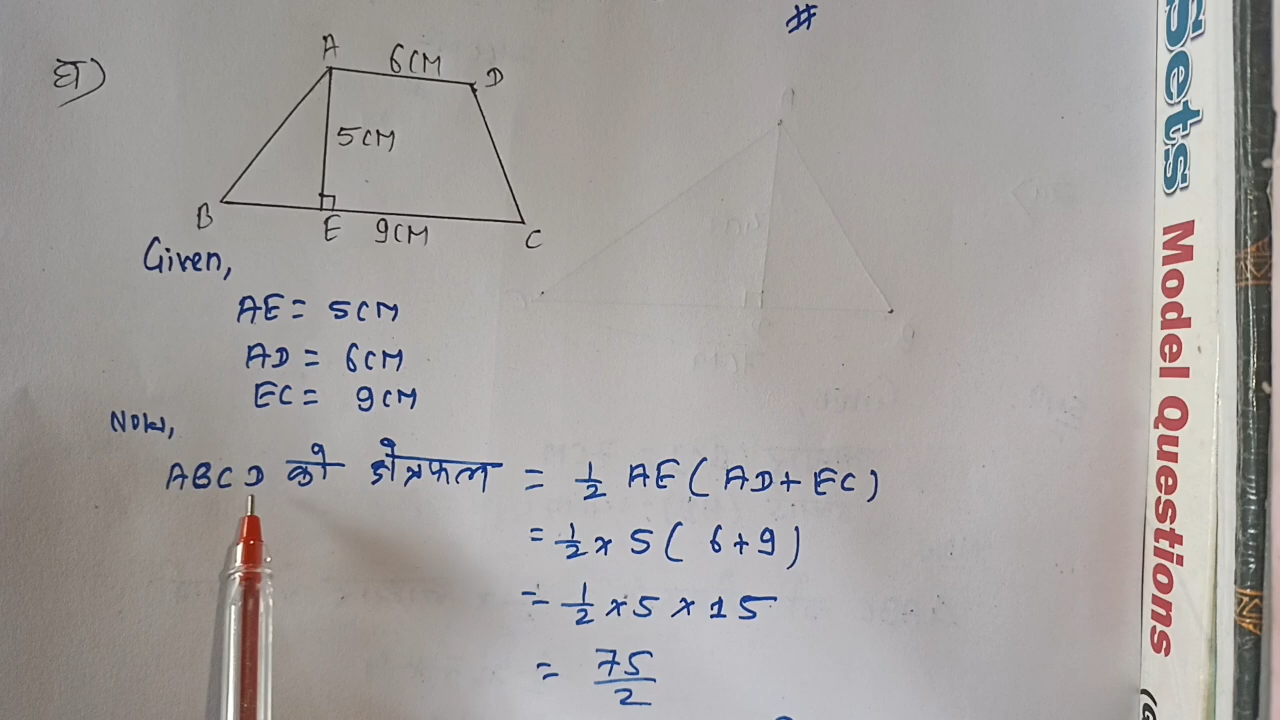 #
घ)
A 6CM D
5CM
B E 9CM C
Given,
AE = 5CM
AD = 6CM
EC = 9CM
Now,
ABCD को क्षेत्रफल = 1/2 AE (AD + EC)
= 1/2 × 5 ( 6 + 9)
= 1/2 × 5 × 15
= 75/2
Sets Model Questions